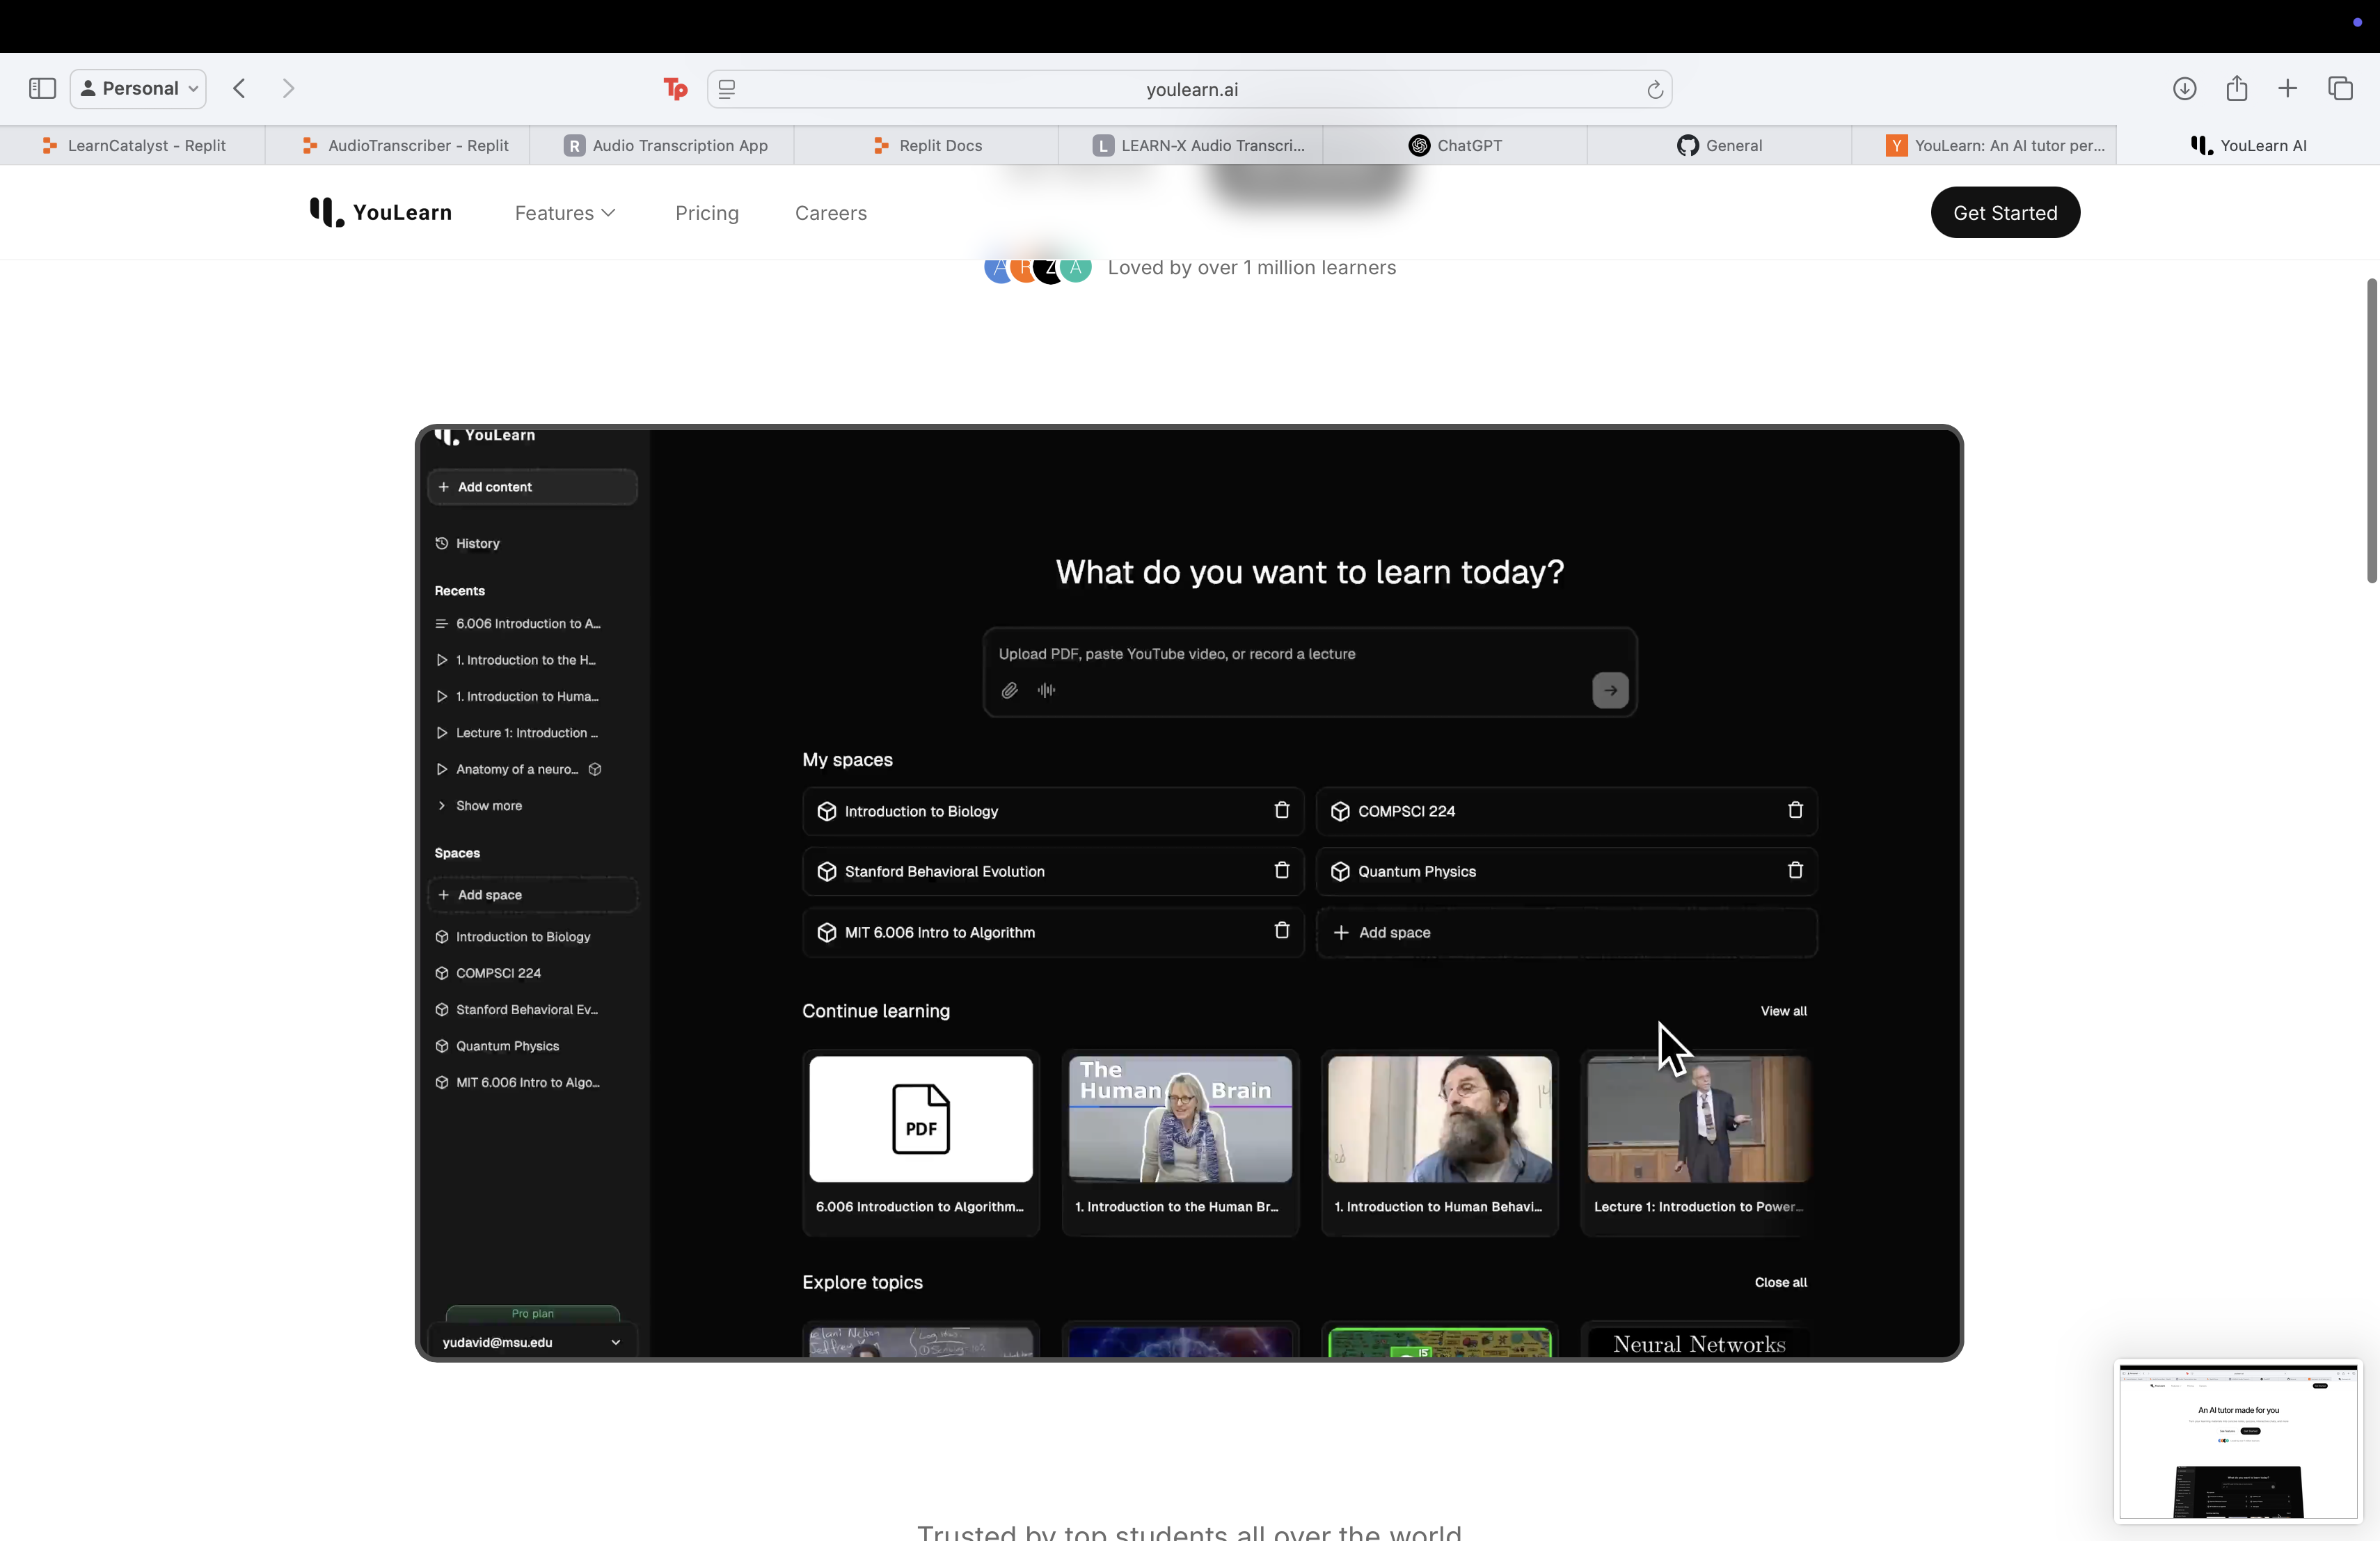 Personal
youlearn.ai
LearnCatalyst - Replit
AudioTranscriber - Replit
R Audio Transcription App
Replit Docs
L LEARN-X Audio Transcri...
ChatGPT
General
Y YouLearn: An AI tutor per...
YouLearn AI
YouLearn
Features
Pricing
Careers
Get Started
Loved by over 1 million learners
YouLearn
+ Add content
History
Recents
6.006 Introduction to A...
1. Introduction to the H...
1. Introduction to Huma...
Lecture 1: Introduction ...
Anatomy of a neuro...
Show more
Spaces
+ Add space
Introduction to Biology
COMPSCI 224
Stanford Behavioral Ev...
Quantum Physics
MIT 6.006 Intro to Algo...
Pro plan
yudavid@msu.edu
What do you want to learn today?
Upload PDF, paste YouTube video, or record a lecture
My spaces
Introduction to Biology
COMPSCI 224
Stanford Behavioral Evolution
Quantum Physics
MIT 6.006 Intro to Algorithm
+ Add space
Continue learning
View all
PDF
The
Human Brain
6.006 Introduction to Algorithm...
1. Introduction to the Human Br...
1. Introduction to Human Behavi...
Lecture 1: Introduction to Power...
Explore topics
Close all
Neural Networks
An AI tutor made for you
Trusted by top students all over the world